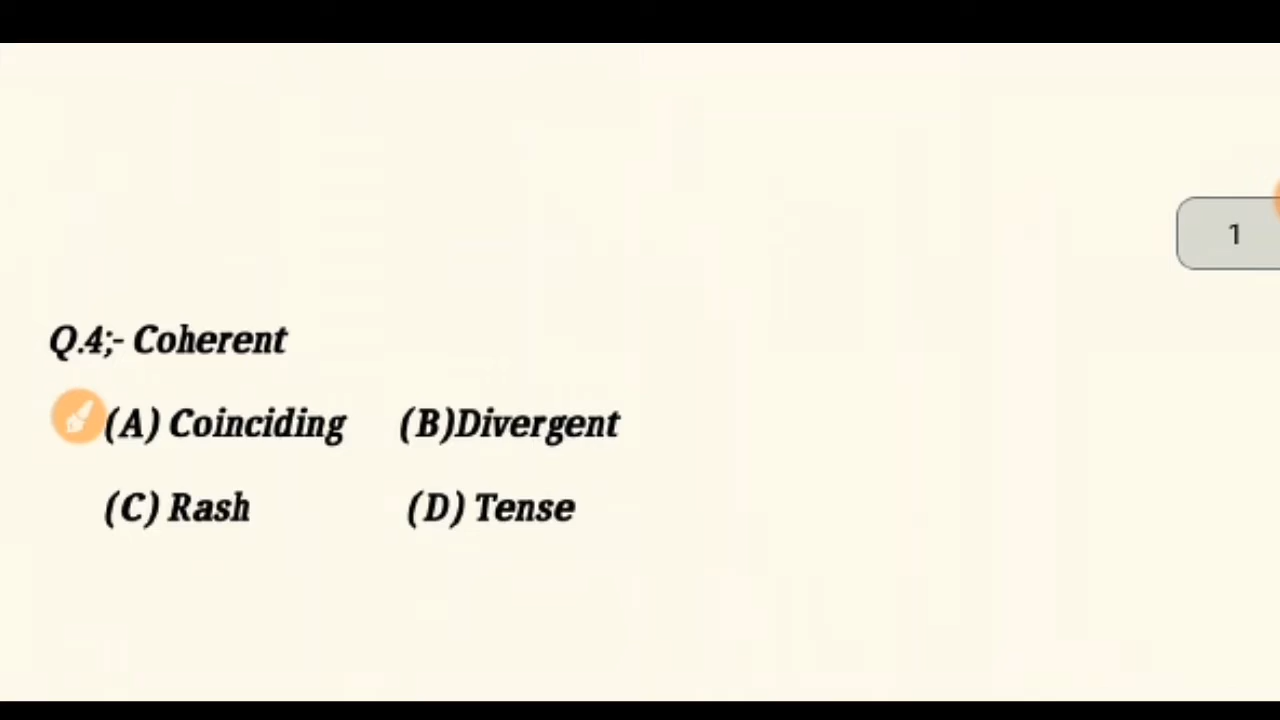 1
Q.4;- Coherent
(A) Coinciding (B)Divergent
(C) Rash (D) Tense